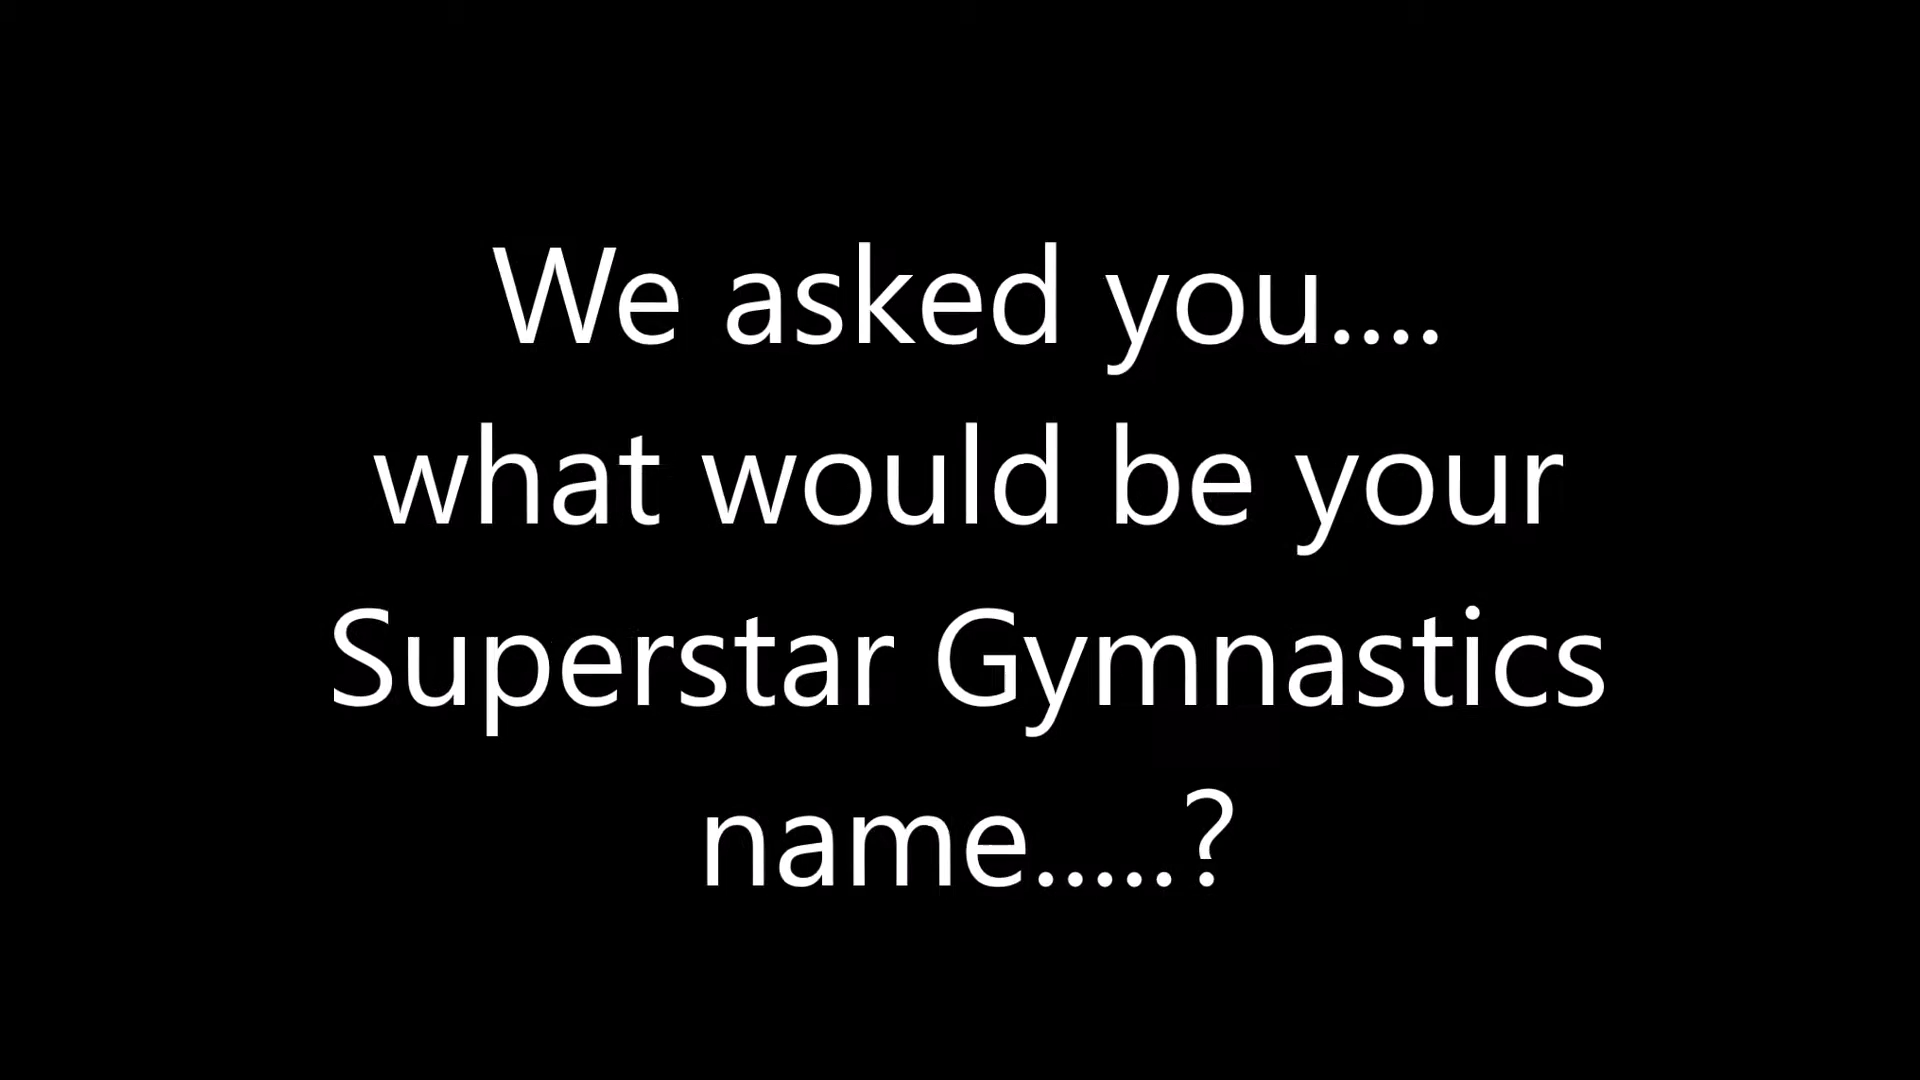 We asked you....
what would be your
Superstar Gymnastics
name.....?